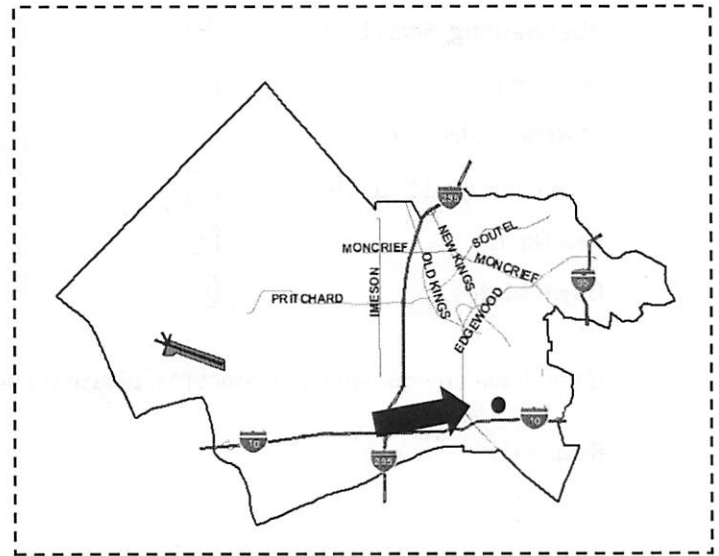 295
SOUTEL
NEW KINGS
MONCRIEF
MONCRIEF
OLD KINGS
95
IMESON
PRITCHARD
EDGEWOOD
10
10
295